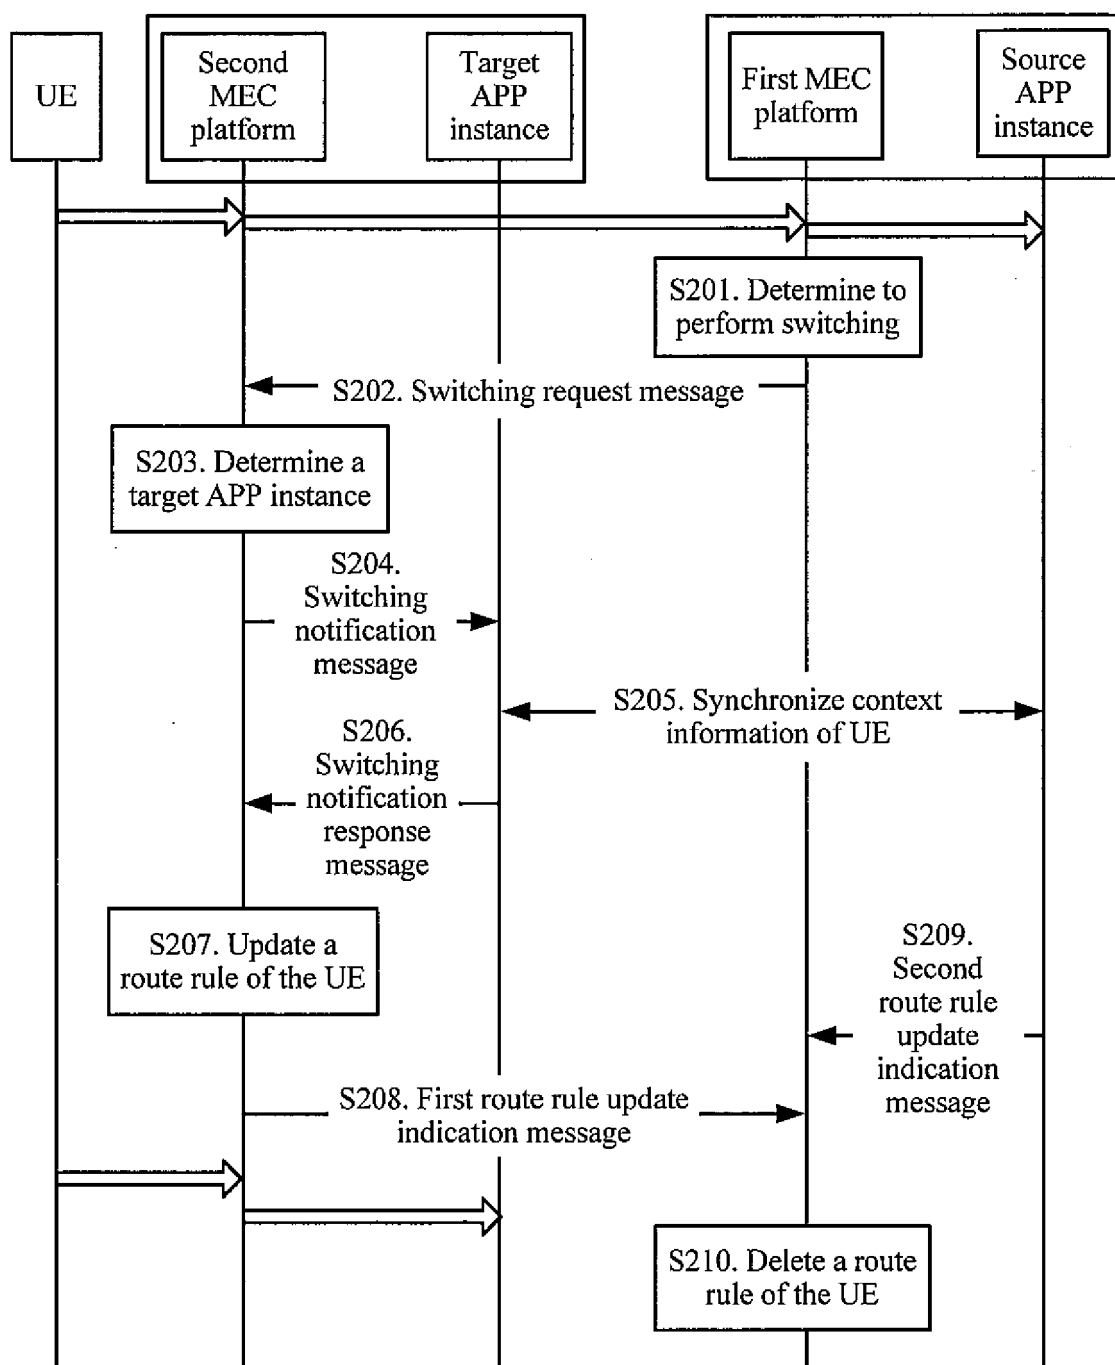 UE
Second
MEC
platform
Target
APP
instance
First MEC
platform
Source
APP
instance
S201. Determine to
perform switching
S202. Switching request message
S203. Determine a
target APP instance
S204.
Switching
notification
message
S205. Synchronize context
information of UE
S206.
Switching
notification
response
message
S207. Update a
route rule of the UE
S209.
Second
route rule
update
indication
message
S208. First route rule update
indication message
S210. Delete a route
rule of the UE